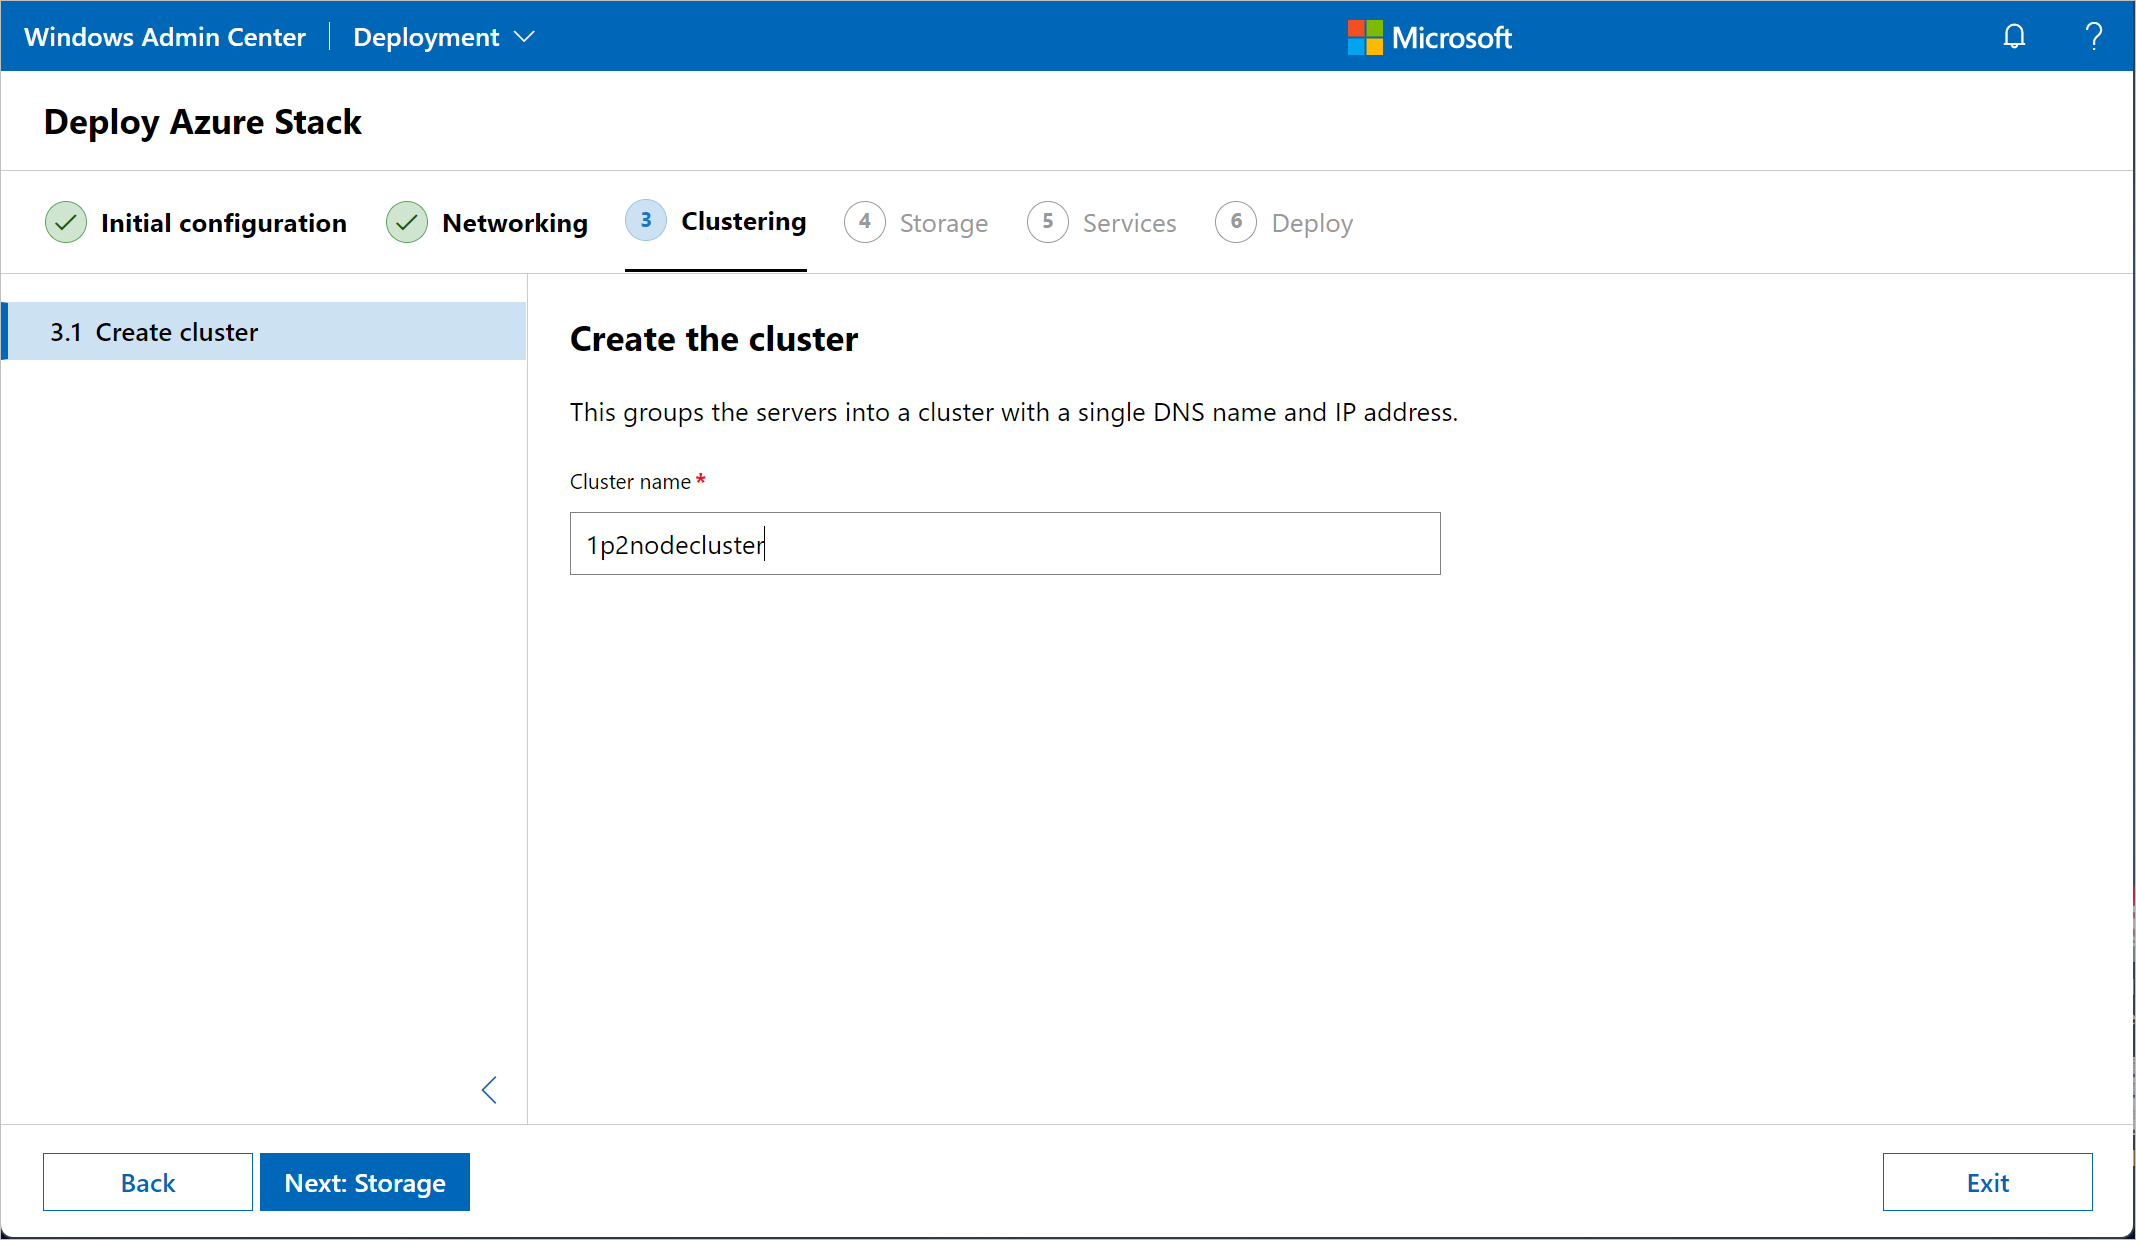 Windows Admin Center Deployment Microsoft ?
Deploy Azure Stack
Initial configuration Networking 3 Clustering 4 Storage 5 Services 6 Deploy
3.1 Create cluster
Create the cluster
This groups the servers into a cluster with a single DNS name and IP address.
Cluster name *
1p2nodecluster
Back Next: Storage Exit